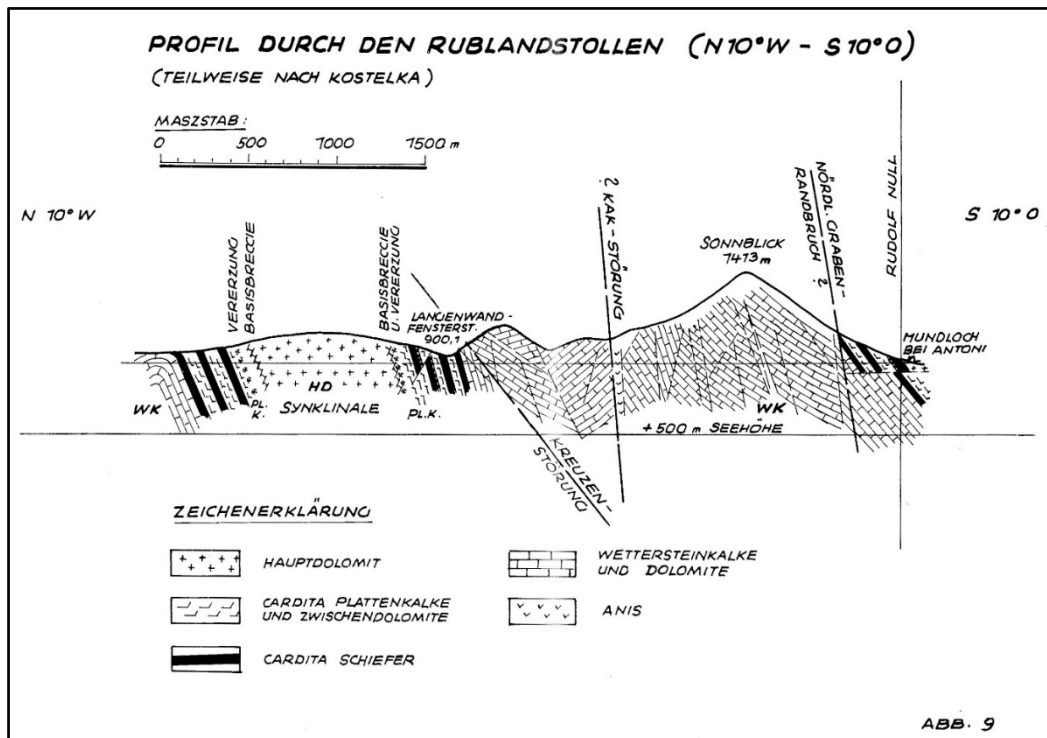 PROFIL DURCH DEN RUBLANDSTOLLEN (N 10° W - S 10° O)
(TEILWEISE NACH KOSTELKA)
MASZSTAB:
0 500 1000 1500 m
N 10° W
S 10° O
VERERZUNG
BASISBRECCIE
BASISBRECCIE
U. VERERZUNG
LANGENWAND-
FENSTERST.
900,1
? KAK-STÖRUNG
SONNBLICK
1413 m
NÖRDL. GRABEN-
RANDBRUCH ?
RUDOLF NULL
MUNDLOCH
BEI ANTONI
WK
PL.
K.
HD
SYNKLINALE
PL.K.
WK
+500 m SEEHÖHE
KREUZEN-
STÖRUNG
ZEICHENERKLÄRUNG
HAUPTDOLOMIT
CARDITA PLATTENKALKE
UND ZWISCHENDOLOMITE
CARDITA SCHIEFER
WETTERSTEINKALKE
UND DOLOMITE
ANIS
ABB. 9